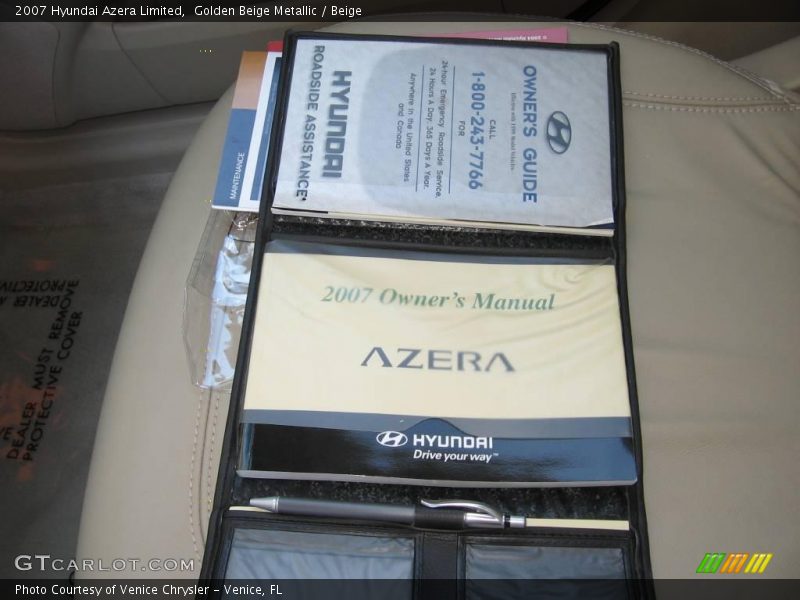 2007 Hyundai Azera Limited, Golden Beige Metallic / Beige
OWNER'S GUIDE
CALL
1-800-243-7766
FOR
24-hour Emergency Roadside Service,
24 Hours A Day, 365 Days A Year,
Anywhere in the United States
and Canada
HYUNDAI
ROADSIDE ASSISTANCE
MAINTENANCE
2007 Owner's Manual
AZERA
HYUNDAI
Drive your way™
DEALER MUST REMOVE
PROTECTIVE COVER
DEALER
PROTECTIVE
GTCARLOT.COM
Photo Courtesy of Venice Chrysler - Venice, FL